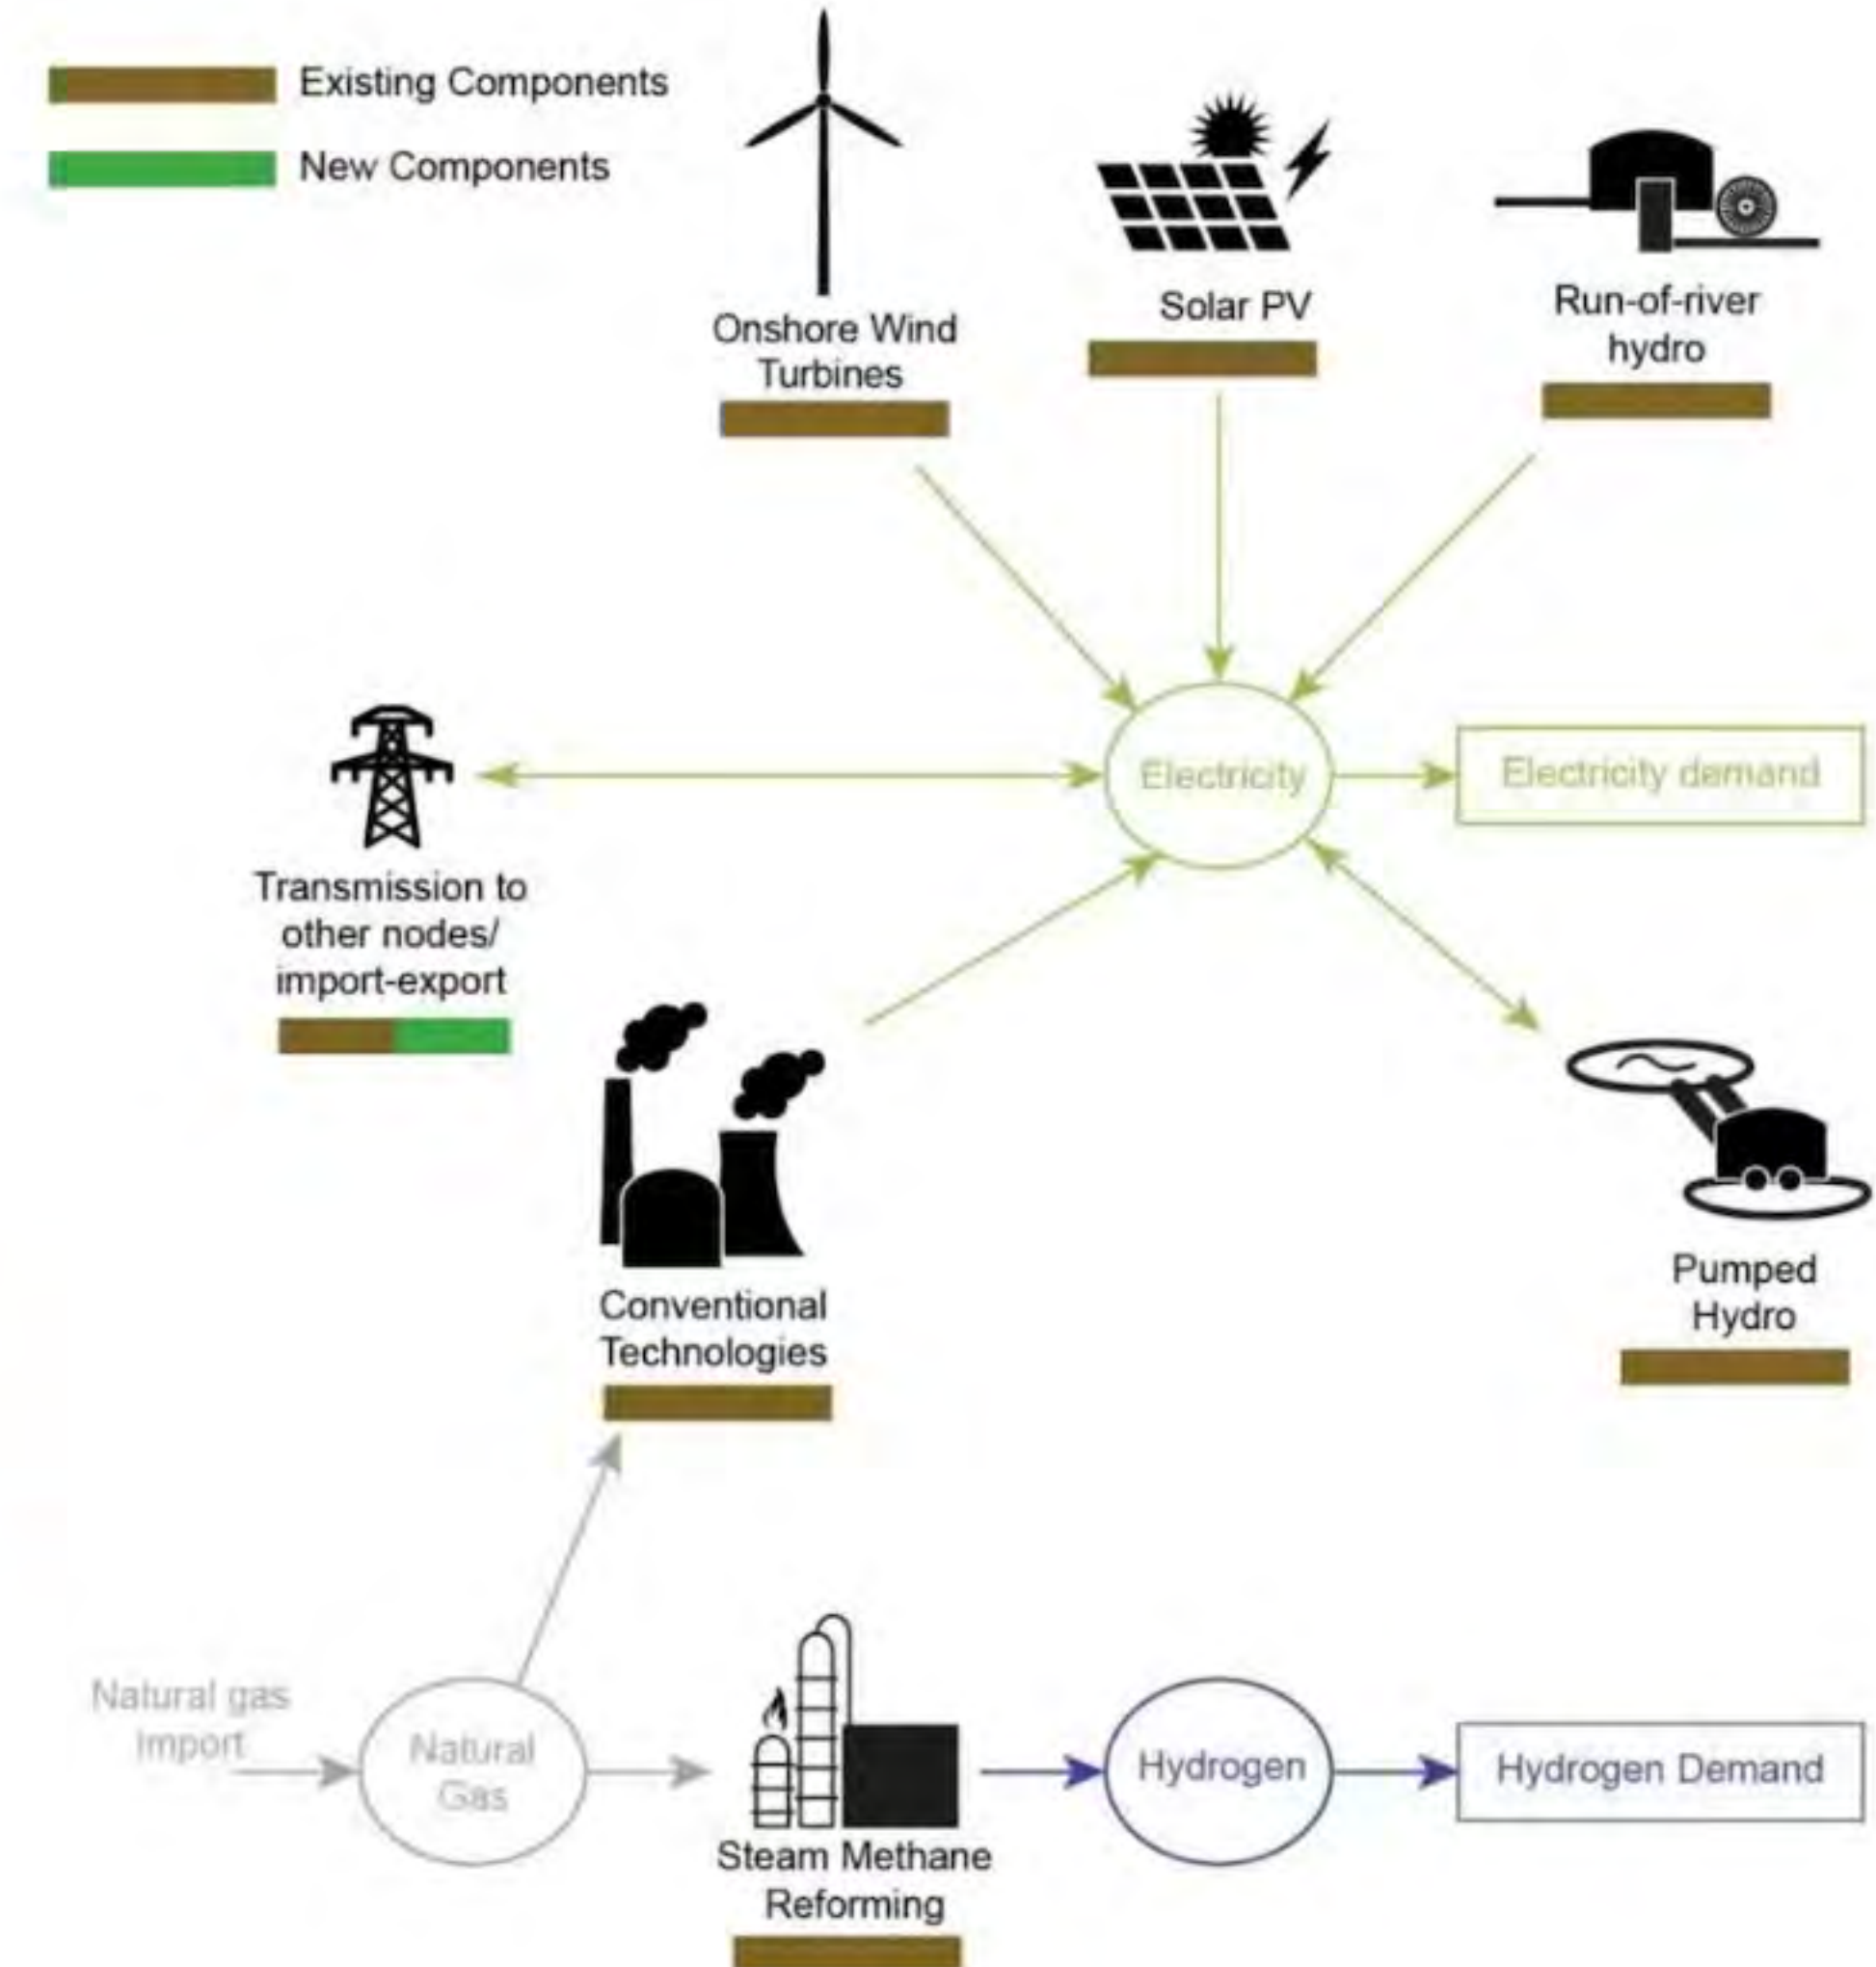 Existing Components
New Components
Onshore Wind
Turbines
Solar PV
Run-of-river
hydro
Electricity
Electricity demand
Transmission to
other nodes/
import-export
Conventional
Technologies
Pumped
Hydro
Natural gas
import
Natural
Gas
Steam Methane
Reforming
Hydrogen
Hydrogen Demand